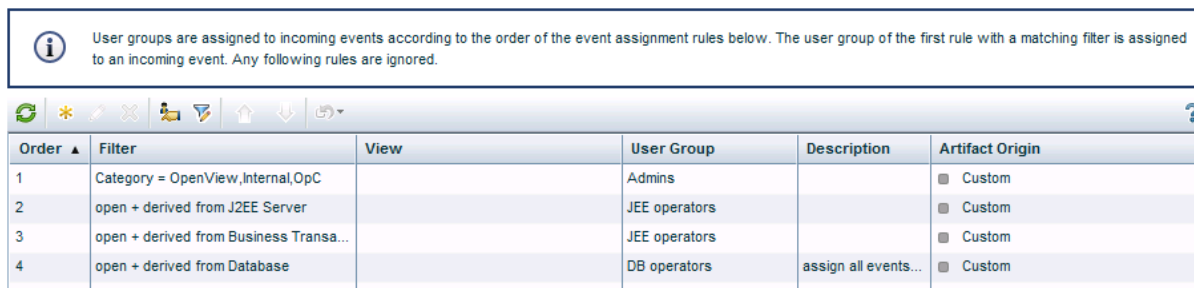 User groups are assigned to incoming events according to the order of the event assignment rules below. The user group of the first rule with a matching filter is assigned
to an incoming event. Any following rules are ignored.
Order Filter View User Group Description Artifact Origin
1 Category = OpenView,Internal,OpC Admins Custom
2 open + derived from J2EE Server JEE operators Custom
3 open + derived from Business Transa... JEE operators Custom
4 open + derived from Database DB operators assign all events... Custom